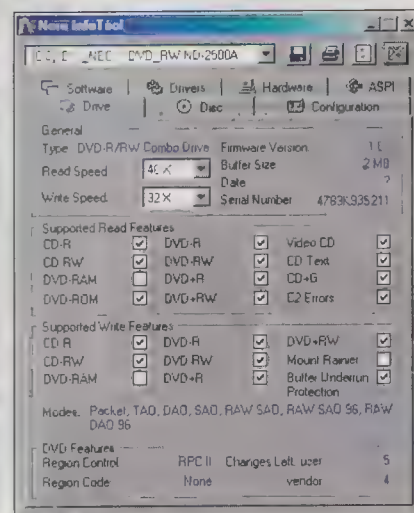 Nero InfoTool
_NEC DVD_RW ND-2500A
Software Drivers Hardware ASPI
Drive Disc Configuration
General
Type DVD-R/RW Combo Drive Firmware Version
Read Speed Buffer Size 2 MB
Date ?
Write Speed 32 X Serial Number
Supported Read Features
CD-R DVD-R Video CD
CD-RW DVD-RW CD Text
DVD-RAM DVD+R CD+G
DVD-ROM DVD+RW C2 Errors
Supported Write Features
CD-R DVD-R DVD+RW
CD-RW DVD-RW Mount Rainier
DVD-RAM DVD+R Buffer Underrun
Protection
Modes. Packet, TAO, DAO, SAO, RAW SAO, RAW SAO 96, RAW
DAO 96
DVD Features
Region Control RPC II Changes Left, user 5
Region Code None vendor 4